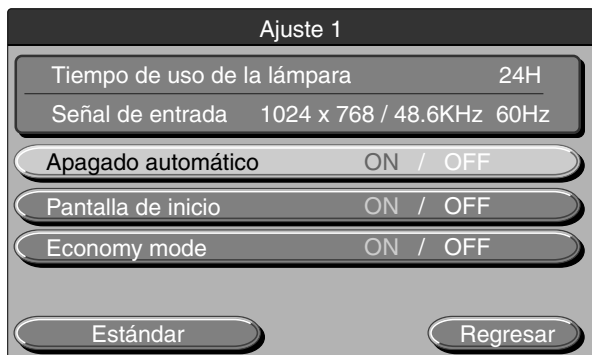 Ajuste 1
Tiempo de uso de la lámpara 24H
Señal de entrada 1024 x 768 / 48.6KHz 60Hz
Apagado automático ON / OFF
Pantalla de inicio ON / OFF
Economy mode ON / OFF
Estándar Regresar